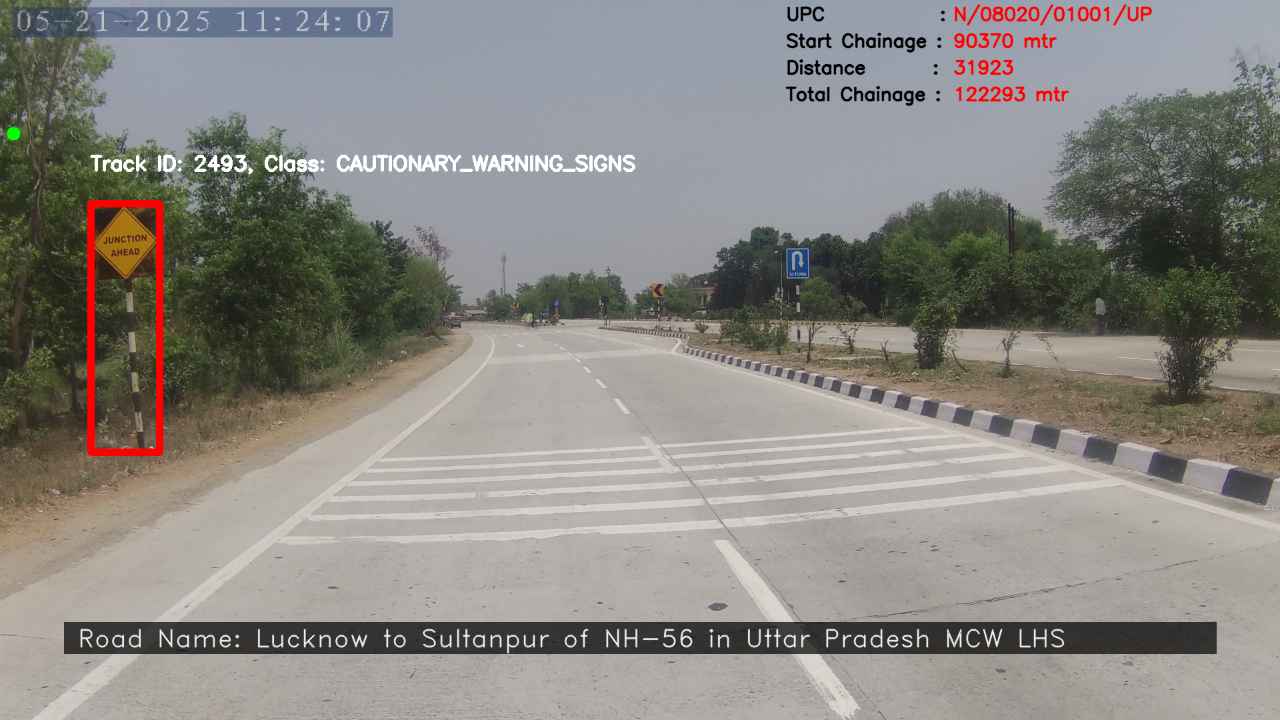 05-21-2025 11:24:07
UPC : N/08020/01001/UP
Start Chainage : 90370 mtr
Distance : 31923
Total Chainage : 122293 mtr
Track ID: 2493, Class: CAUTIONARY_WARNING_SIGNS
JUNCTION
AHEAD
Road Name: Lucknow to Sultanpur of NH-56 in Uttar Pradesh MCW LHS